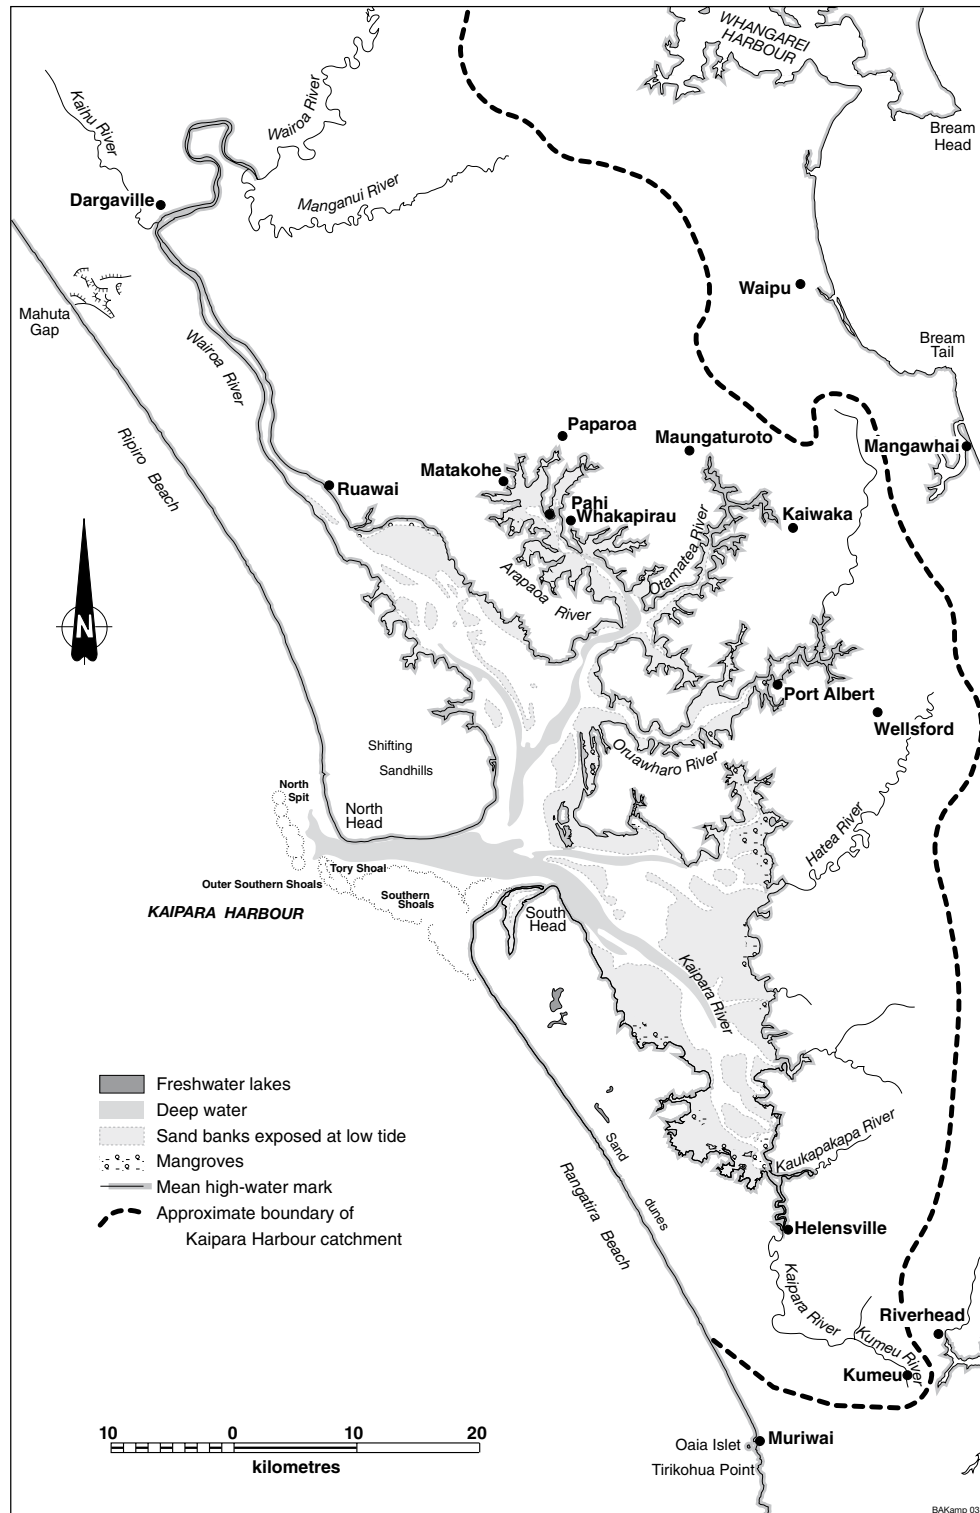 WHANGAREI
HARBOUR
Bream
Head
Kaihu River
Wairoa River
Manganui River
Dargaville
Mahuta
Gap
Wairoa River
Waipu
Bream
Tail
Ripiro Beach
Paparoa
Maungaturoto
Mangawhai
Matakohe
Ruawai
Pahi
Whakapirau
Kaiwaka
Otamatea River
Arapaoa River
N
Port Albert
Wellsford
Oruawharo River
Shifting
Sandhills
North
Spit
North
Head
Hatea River
Tory Shoal
Outer Southern Shoals
Southern
Shoals
KAIPARA HARBOUR
South
Head
Kaipara River
Freshwater lakes
Deep water
Sand banks exposed at low tide
Mangroves
Mean high-water mark
Approximate boundary of
Kaipara Harbour catchment
Sand dunes
Rangatira Beach
Kaukapakapa River
Helensville
Kaipara River
Riverhead
Kumeu River
Kumeu
10 0 10 20
kilometres
Muriwai
Oaia Islet
Tirikohua Point
BAKamp 03